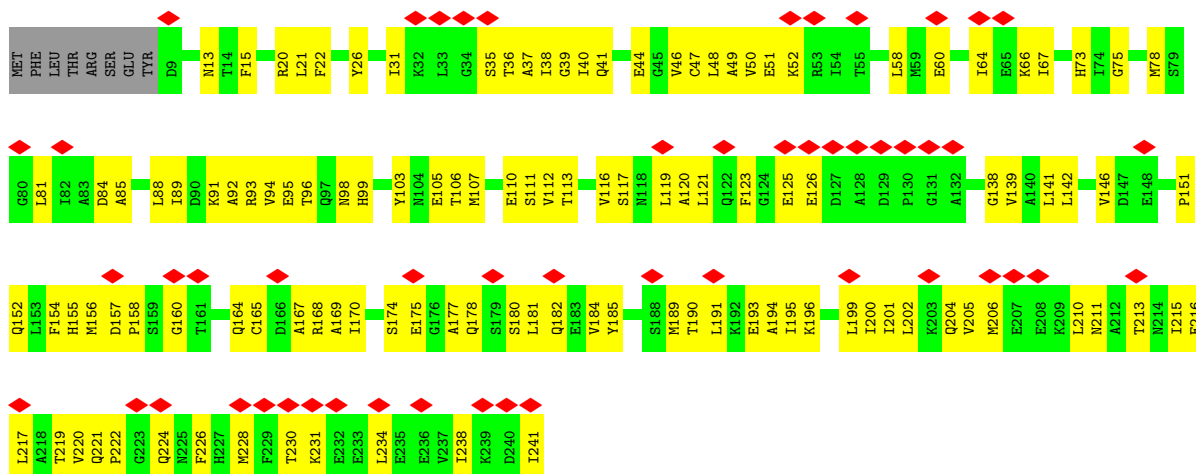 MET PHE LEU THR ARG SER GLU TYR D9 N13 T14 F15 R20 L21 F22 Y26 I31 K32 L33 G34 S35 T36 A37 I38 G39 I40 Q41 E44 G45 V46 C47 L48 A49 V50 E51 K52 R53 I54 T55 L58 M59 E60 I64 E65 K66 I67 H73 I74 G75 M78 S79
G80 L81 I82 A83 D84 A85 L88 I89 D90 K91 A92 R93 V94 E95 T96 Q97 N98 H99 Y103 N104 E105 T106 M107 E110 S111 V112 T113 V116 S117 N118 L119 A120 L121 Q122 F123 G124 E125 E126 D127 A128 D129 P130 G131 A132 G138 V139 A140 L141 L142 V146 D147 E148 P151
Q152 L153 F154 H155 M156 D157 P158 S159 G160 T161 Q164 C165 D166 A167 R168 A169 I170 S174 E175 G176 A177 Q178 S179 S180 L181 Q182 E183 V184 Y185 S188 M189 T190 L191 K192 E193 A194 I195 K196 L199 I200 I201 L202 K203 Q204 V205 M206 E207 E208 K209 L210 N211 A212 T213 N214 I215 E216
L217 A218 T219 V220 Q221 P222 G223 Q224 N225 F226 H227 M228 F229 T230 K231 E232 E233 L234 E235 E236 V237 I238 K239 D240 I241